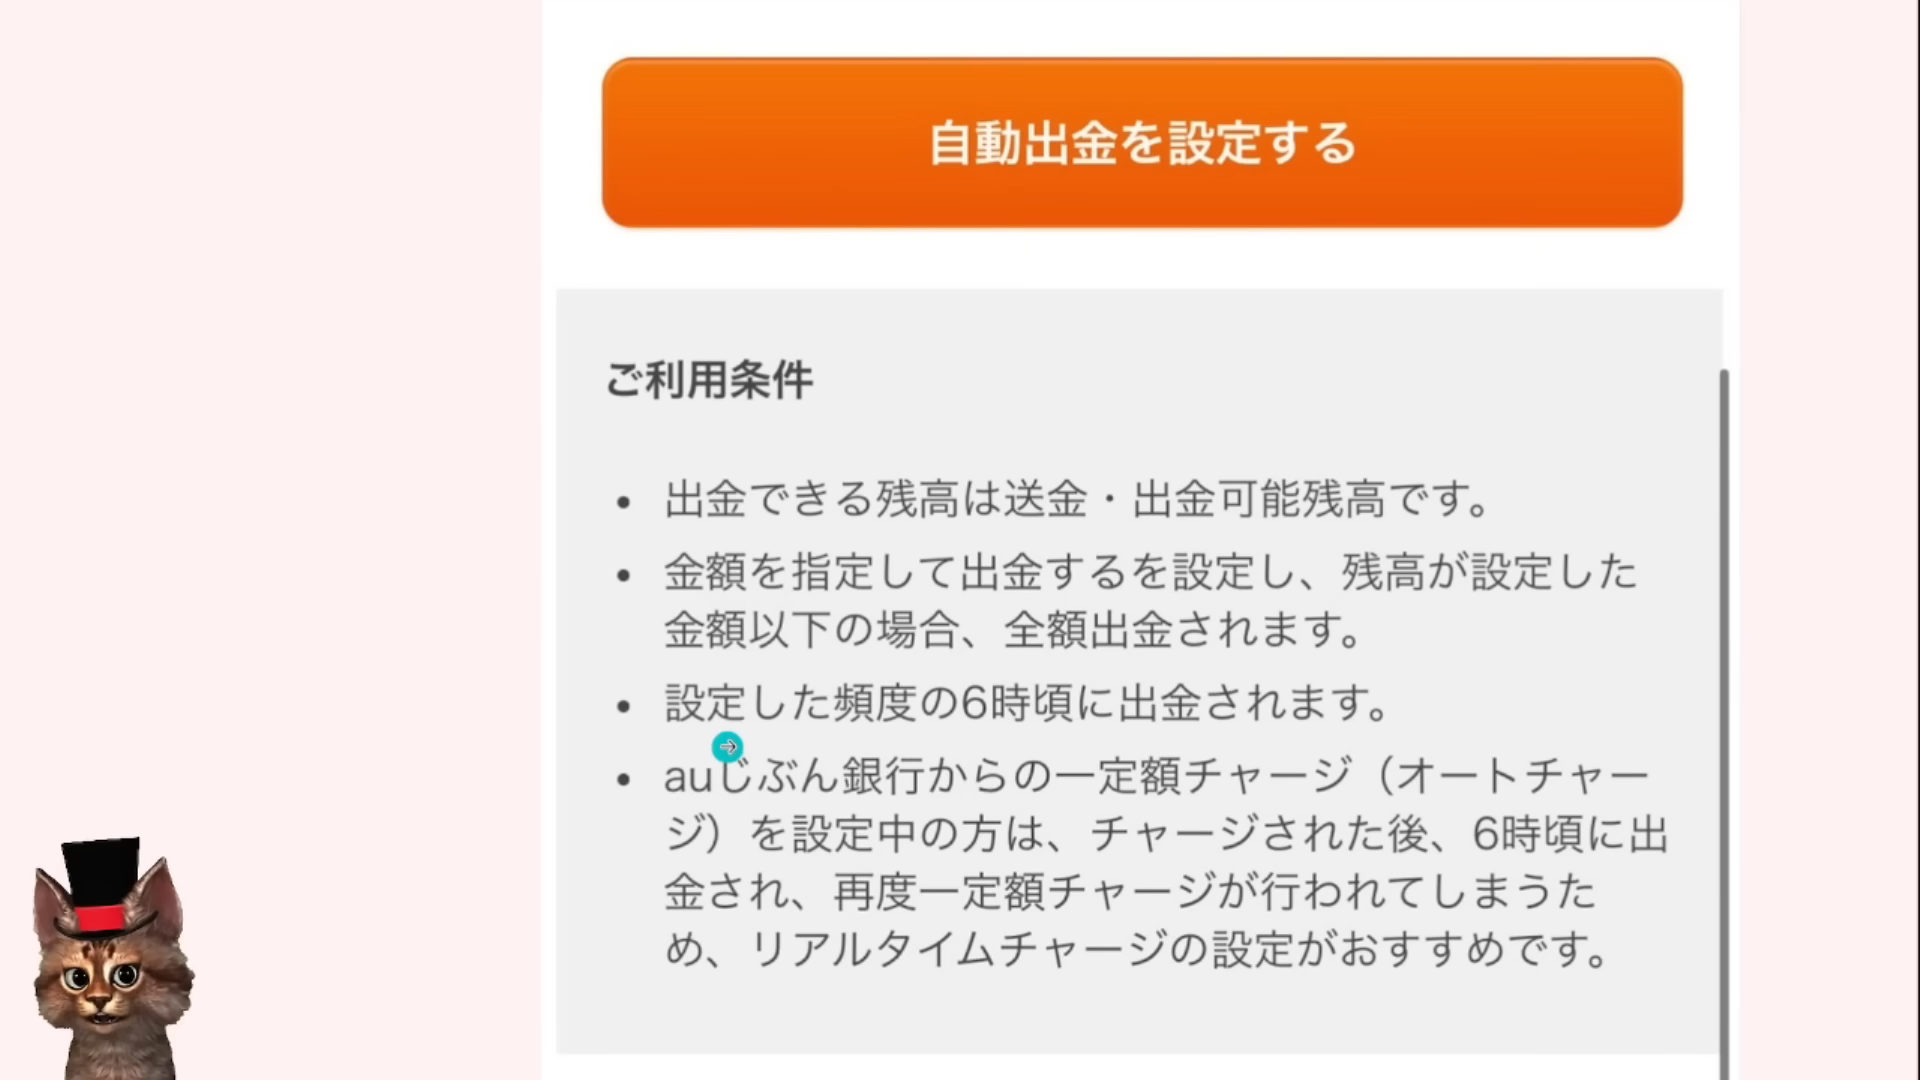 自動出金を設定する
ご利用条件
• 出金できる残高は送金・出金可能残高です。
• 金額を指定して出金するを設定し、残高が設定した
金額以下の場合、全額出金されます。
• 設定した頻度の6時頃に出金されます。
• auじぶん銀行からの一定額チャージ（オートチャー
ジ）を設定中の方は、チャージされた後、6時頃に出
金され、再度一定額チャージが行われてしまうた
め、リアルタイムチャージの設定がおすすめです。